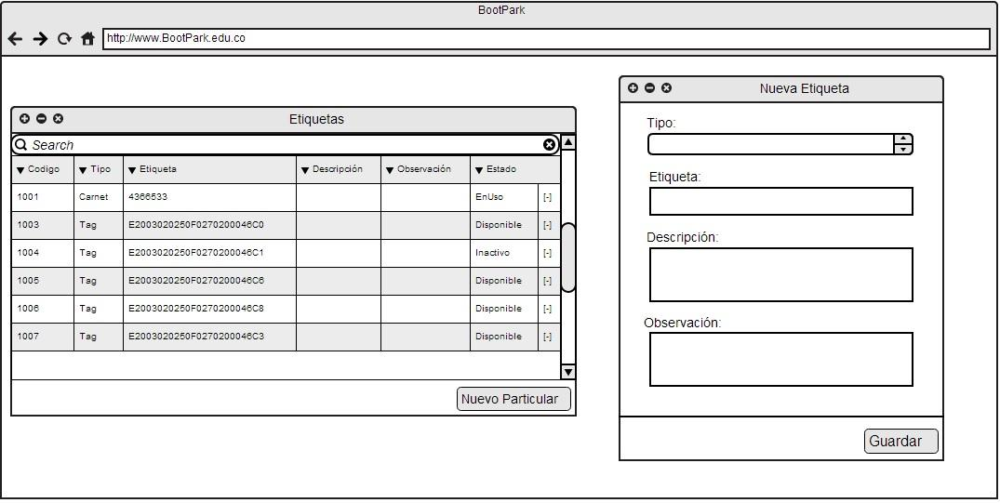 BootPark
http://www.BootPark.edu.co
Etiquetas
Search
Codigo Tipo Etiqueta Descripción Observación Estado
1001 Carnet 4366533 EnUso [-]
1003 Tag E2003020250F0270200046C0 Disponible [-]
1004 Tag E2003020250F0270200046C1 Inactivo [-]
1005 Tag E2003020250F0270200046C6 Disponible [-]
1006 Tag E2003020250F0270200046C8 Disponible [-]
1007 Tag E2003020250F0270200046C3 Disponible [-]
Nuevo Particular
Nueva Etiqueta
Tipo:
Etiqueta:
Descripción:
Observación:
Guardar